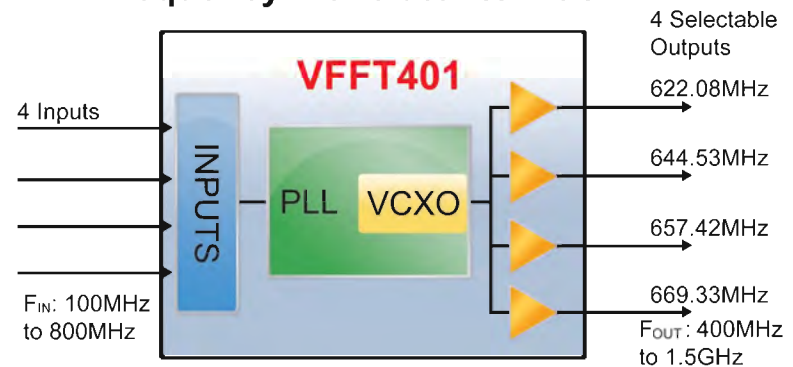 4 Selectable
Outputs
VFFT401
622.08MHz
4 Inputs
INPUTS
PLL
VCXO
644.53MHz
657.42MHz
669.33MHz
FIN: 100MHz
to 800MHz
FOUT: 400MHz
to 1.5GHz